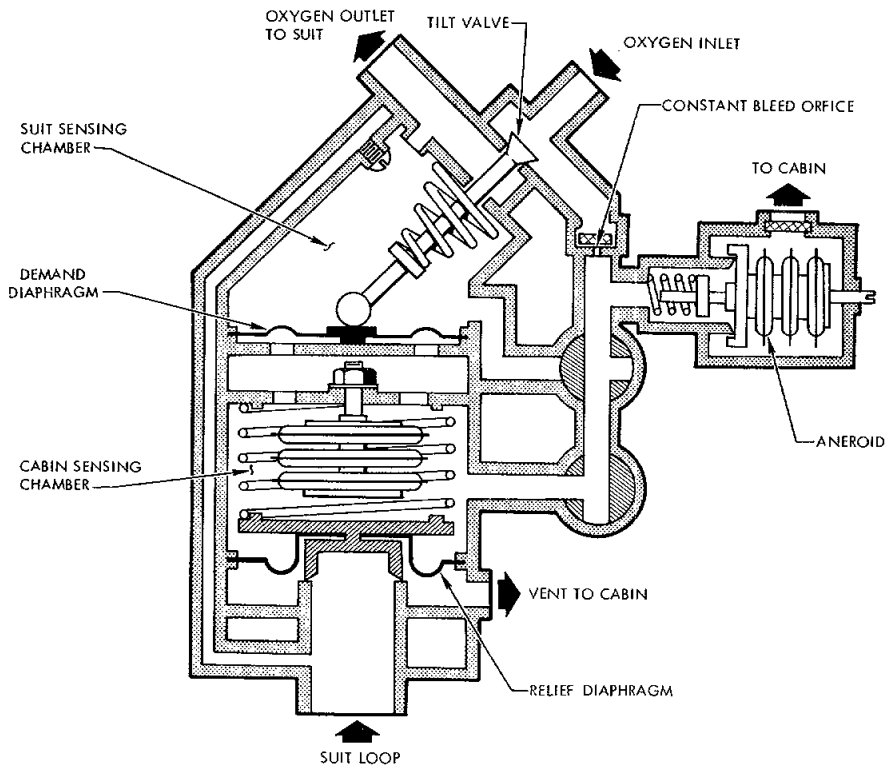 OXYGEN OUTLET
TO SUIT
TILT VALVE
OXYGEN INLET
CONSTANT BLEED ORFICE
SUIT SENSING
CHAMBER
TO CABIN
DEMAND
DIAPHRAGM
ANEROID
CABIN SENSING
CHAMBER
VENT TO CABIN
RELIEF DIAPHRAGM
SUIT LOOP